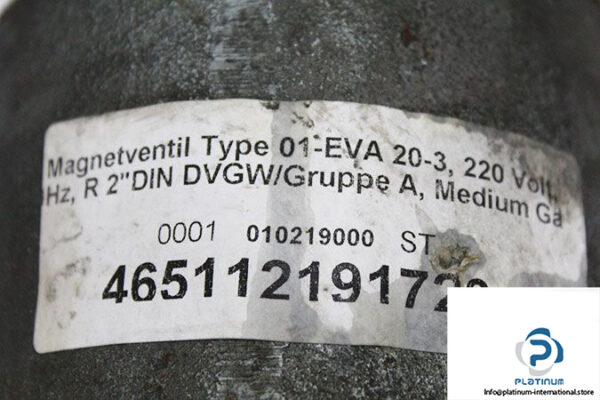 Magnetventil Type 01-EVA 20-3, 220 Volt,
Hz, R 2"DIN DVGW/Gruppe A, Medium Ga
0001 010219000 ST
46511219172
PLATINUM
Info@platinum-international.store